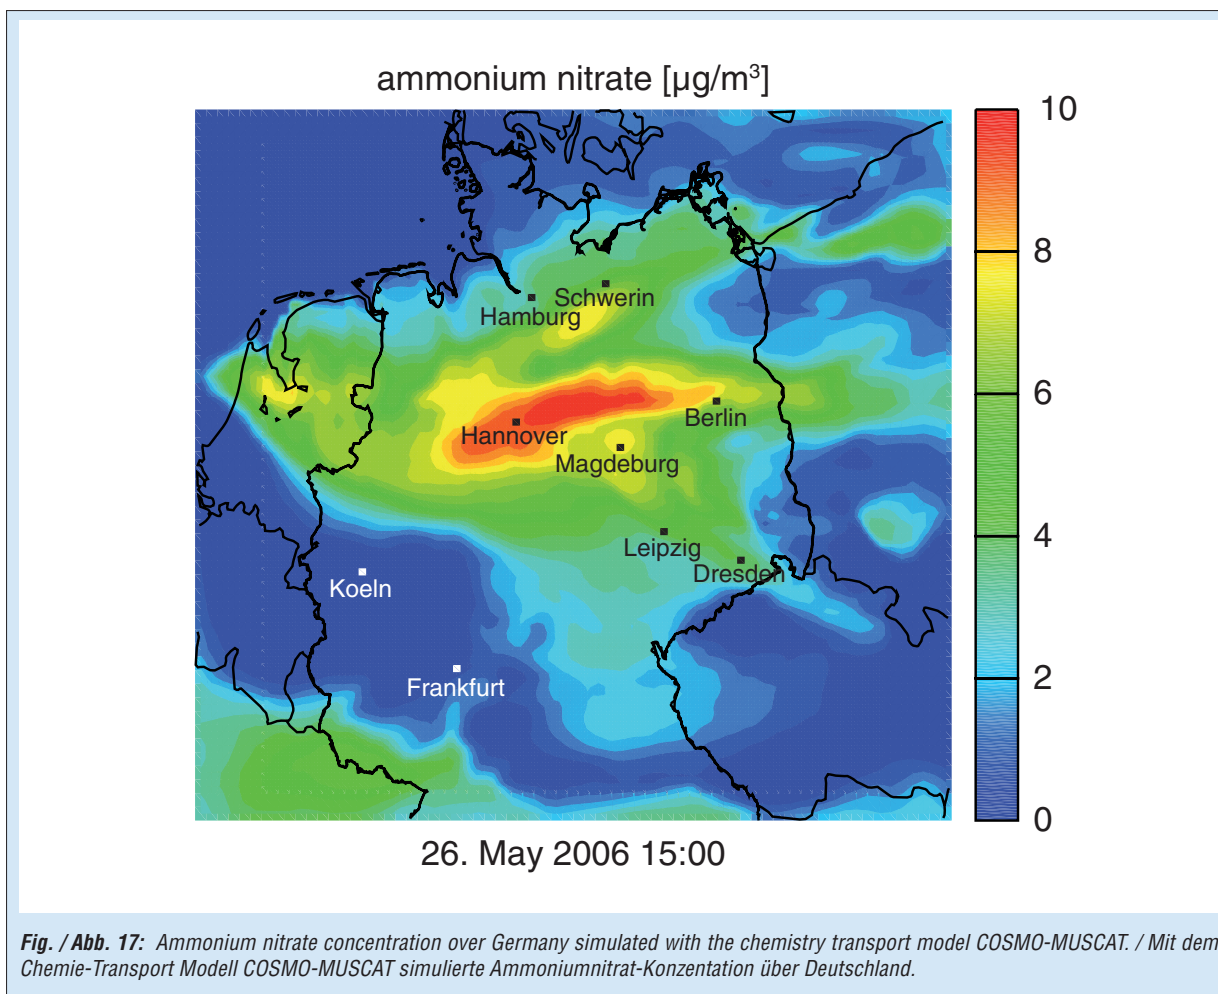 ammonium nitrate [µg/m³]
10
8
6
4
2
0
Schwerin
Hamburg
Berlin
Hannover
Magdeburg
Leipzig
Dresden
Koeln
Frankfurt
26. May 2006 15:00
Fig. / Abb. 17: Ammonium nitrate concentration over Germany simulated with the chemistry transport model COSMO-MUSCAT. / Mit dem
Chemie-Transport Modell COSMO-MUSCAT simulierte Ammoniumnitrat-Konzentation über Deutschland.